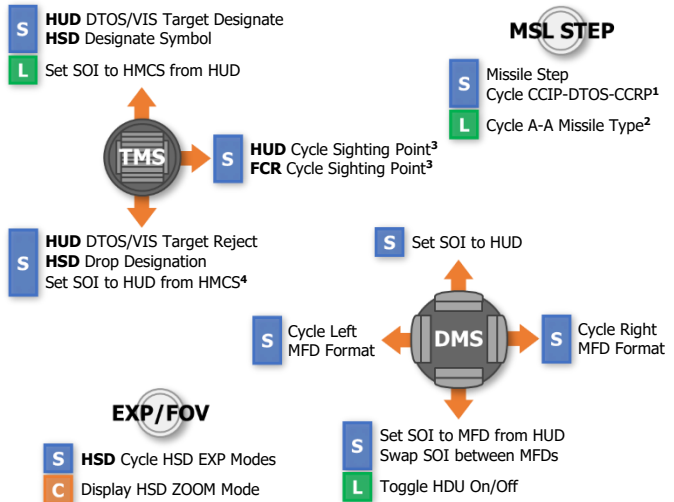 S
HUD DTOS/VIS Target Designate
HSD Designate Symbol
L
Set SOI to HMCS from HUD
TMS
S
HUD Cycle Sighting Point³
FCR Cycle Sighting Point³
S
HUD DTOS/VIS Target Reject
HSD Drop Designation
Set SOI to HUD from HMCS⁴
MSL STEP
S
Missile Step
Cycle CCIP-DTOS-CCRP¹
L
Cycle A-A Missile Type²
S
Set SOI to HUD
S
Cycle Left
MFD Format
DMS
S
Cycle Right
MFD Format
S
Set SOI to MFD from HUD
Swap SOI between MFDs
L
Toggle HDU On/Off
EXP/FOV
S
HSD Cycle HSD EXP Modes
C
Display HSD ZOOM Mode